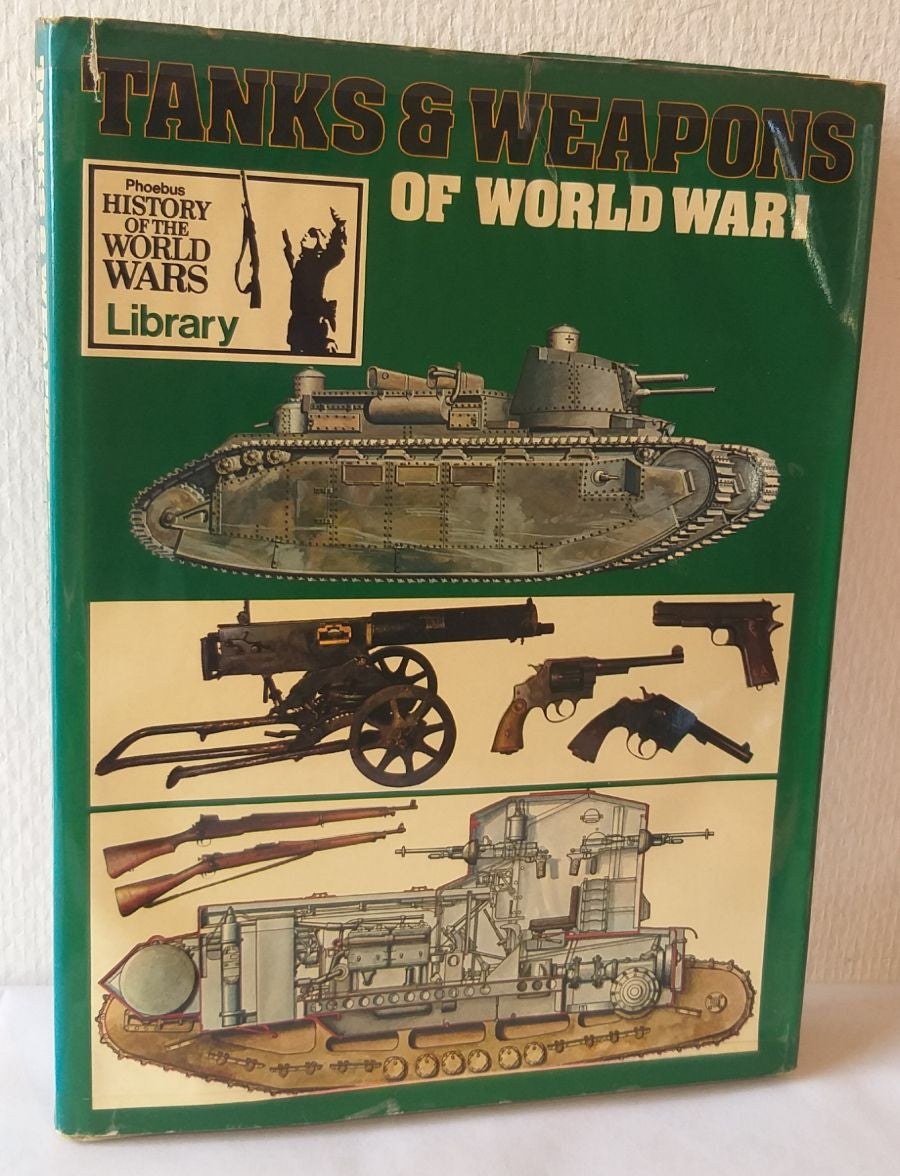 TANKS & WEAPONS
OF WORLD WAR I
Phoebus
HISTORY
OF THE
WORLD
WARS
Library